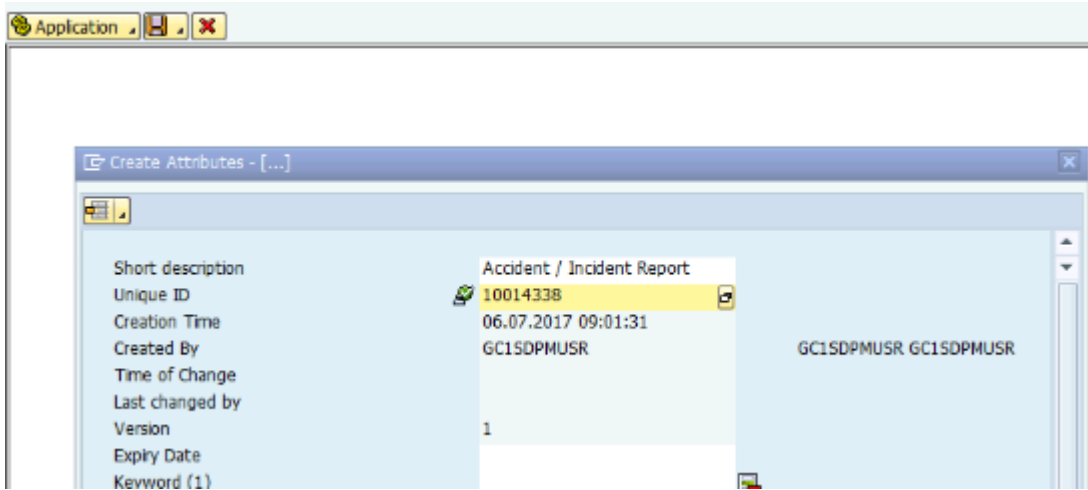 Application
Create Attributes - [...]
Short description Accident / Incident Report
Unique ID 10014338
Creation Time 06.07.2017 09:01:31
Created By GC1SDPMUSR GC1SDPMUSR GC1SDPMUSR
Time of Change
Last changed by
Version 1
Expiry Date
Keyword (1)